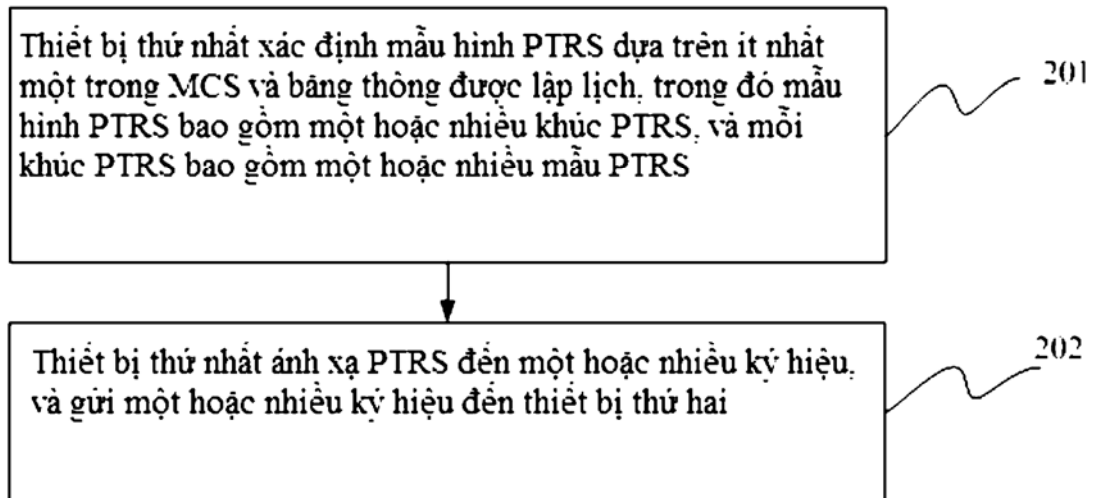 Thiết bị thứ nhất xác định mẫu hình PTRS dựa trên ít nhất
một trong MCS và băng thông được lập lịch, trong đó mẫu
hình PTRS bao gồm một hoặc nhiều khúc PTRS, và mỗi
khúc PTRS bao gồm một hoặc nhiều mẫu PTRS
201
Thiết bị thứ nhất ánh xạ PTRS đến một hoặc nhiều ký hiệu,
và gửi một hoặc nhiều ký hiệu đến thiết bị thứ hai
202